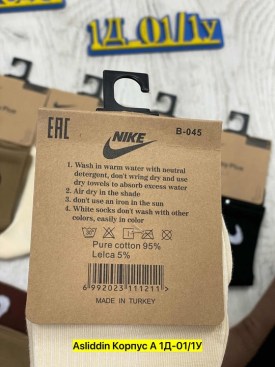 1Д_01/1У
EAC
NIKE
B-045
1. Wash in warm water with neutral
detergent, don't wring dry and use
dry towels to absorb excess water
2. Air dry in the shade
3. don't use an iron in the sun
4. White socks don't wash with other
colors, easily in color
Pure cotton 95%
Leica 5%
6 992023 111211 >
MADE IN TURKEY
Asliddin Корпус А 1Д-01/1У